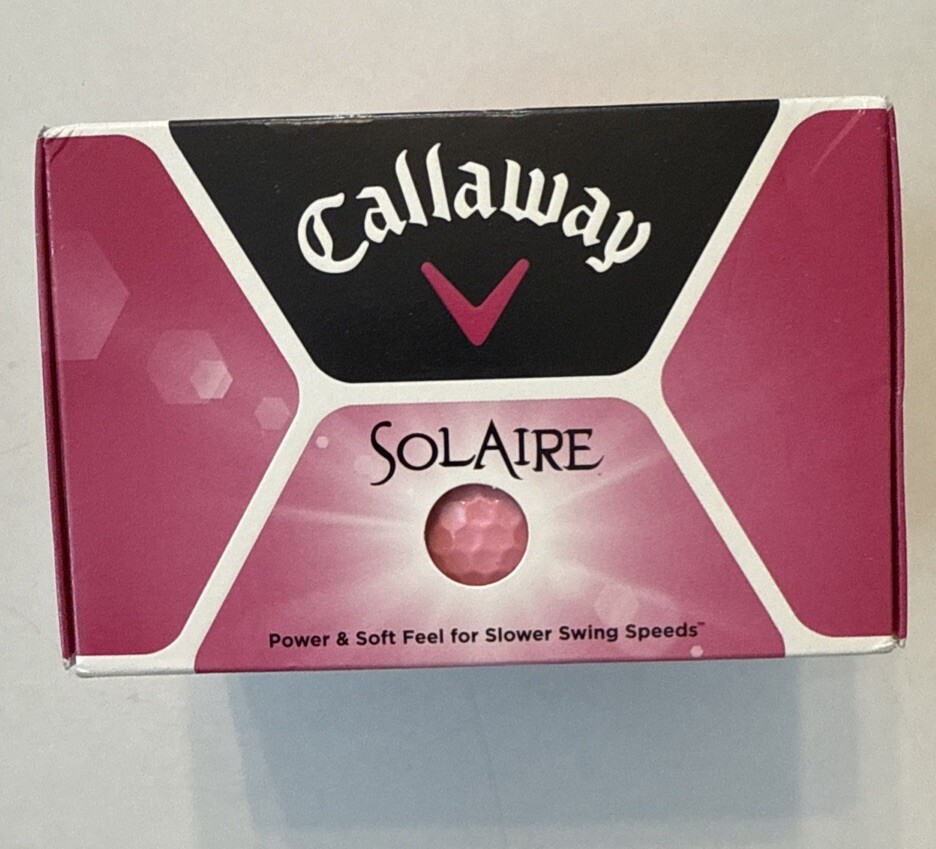 Callaway
SOLAIRE
Power & Soft Feel for Slower Swing Speeds™